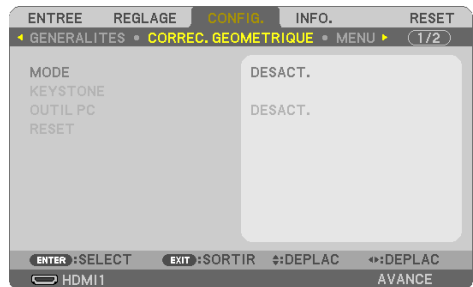 ENTREE REGLAGE CONFIG. INFO. RESET
GENERALITES • CORREC. GEOMETRIQUE • MENU 1/2
MODE DESACT.
KEYSTONE
OUTIL PC DESACT.
RESET
ENTER :SELECT EXIT :SORTIR :DEPLAC :DEPLAC
HDMI1 AVANCE